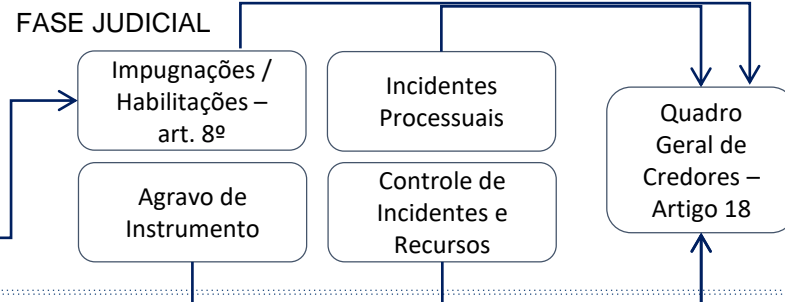 FASE JUDICIAL
Impugnações /
Habilitações –
art. 8º
Incidentes
Processuais
Quadro
Geral de
Credores –
Artigo 18
Agravo de
Instrumento
Controle de
Incidentes e
Recursos